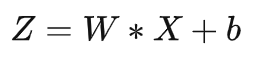 Z = W * X + b